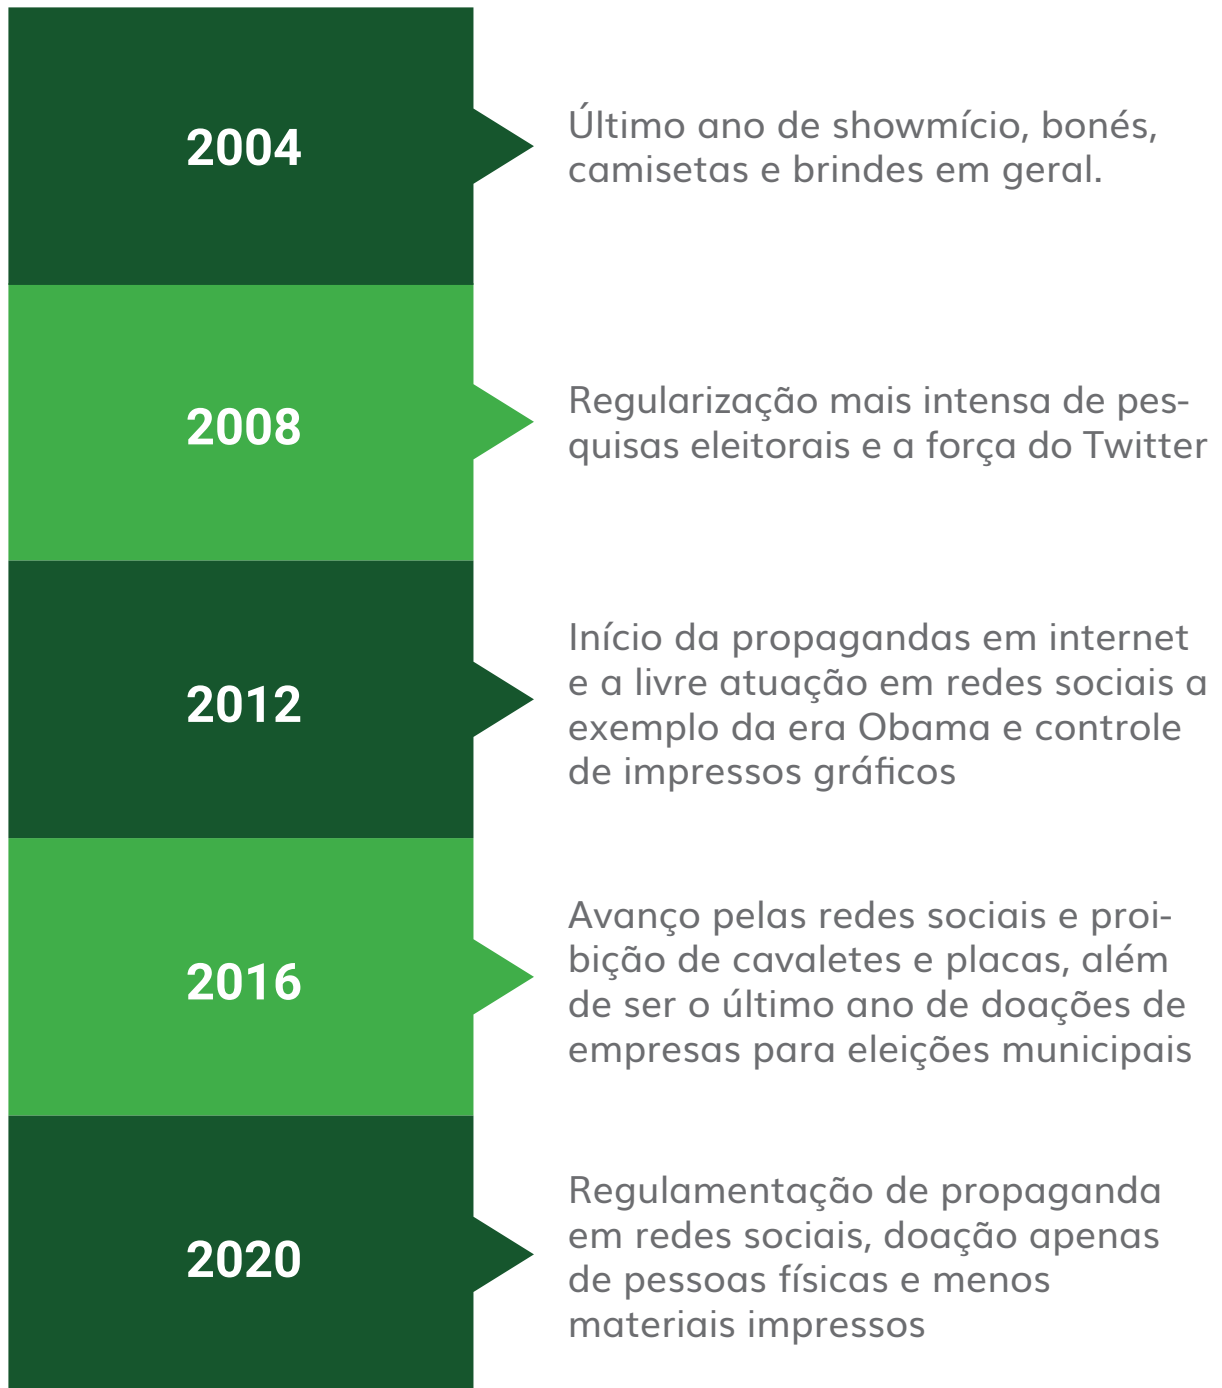 2004
Último ano de showmício, bonés,
camisetas e brindes em geral.
2008
Regularização mais intensa de pes-
quisas eleitorais e a força do Twitter
2012
Início da propagandas em internet
e a livre atuação em redes sociais a
exemplo da era Obama e controle
de impressos gráficos
2016
Avanço pelas redes sociais e proi-
bição de cavaletes e placas, além
de ser o último ano de doações de
empresas para eleições municipais
2020
Regulamentação de propaganda
em redes sociais, doação apenas
de pessoas físicas e menos
materiais impressos